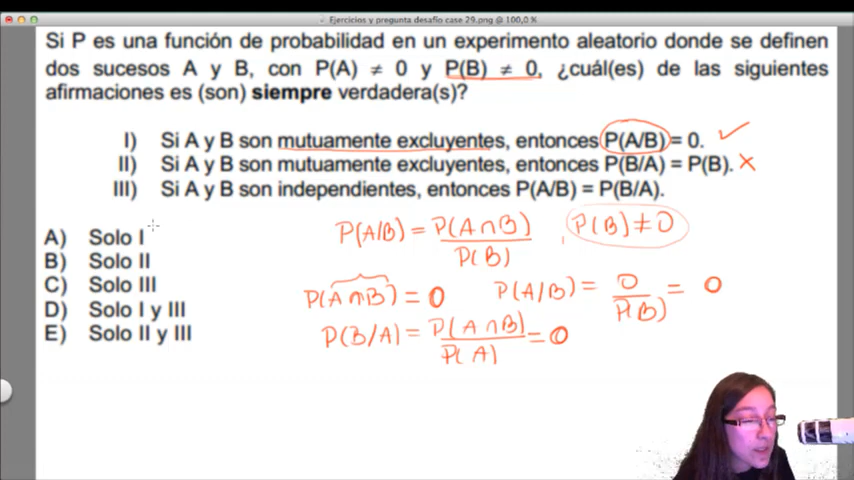 Ejercicios y pregunta desafío case 29.png @ 100,0 %
Si P es una función de probabilidad en un experimento aleatorio donde se definen
dos sucesos A y B, con P(A) ≠ 0 y P(B) ≠ 0, ¿cuál(es) de las siguientes
afirmaciones es (son) siempre verdadera(s)?
I) Si A y B son mutuamente excluyentes, entonces P(A/B) = 0. ✓
II) Si A y B son mutuamente excluyentes, entonces P(B/A) = P(B). ×
III) Si A y B son independientes, entonces P(A/B) = P(B/A).
A) Solo I
B) Solo II
C) Solo III
D) Solo I y III
E) Solo II y III
P(A/B) = P(A∩B) / P(B) , P(B) ≠ 0
P(A∩B) = 0 P(A/B) = 0 / P(B) = 0
P(B/A) = P(A∩B) / P(A) = 0